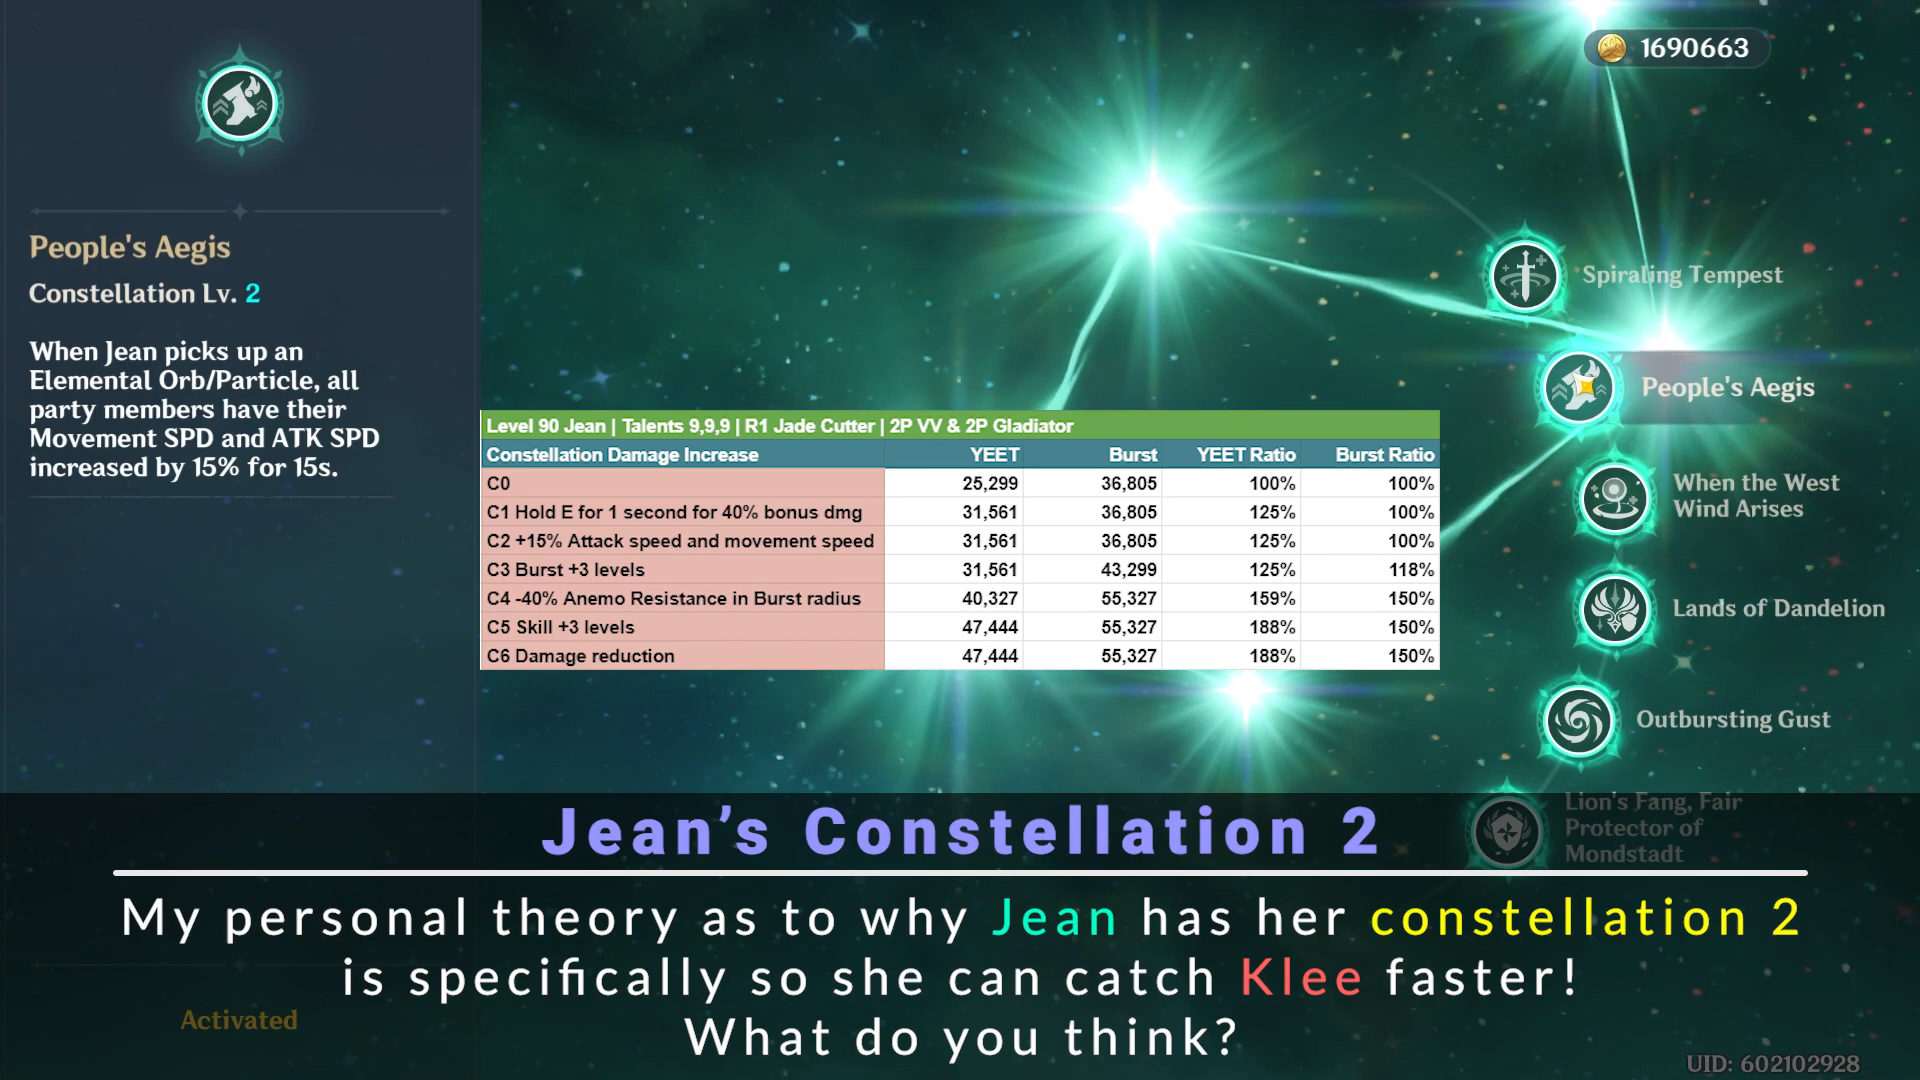 1690663
People's Aegis
Constellation Lv. 2
When Jean picks up an
Elemental Orb/Particle, all
party members have their
Movement SPD and ATK SPD
increased by 15% for 15s.
Spiraling Tempest
People's Aegis
When the West
Wind Arises
Lands of Dandelion
Outbursting Gust
Lion's Fang, Fair
Protector of
Mondstadt
Level 90 Jean | Talents 9,9,9 | R1 Jade Cutter | 2P VV & 2P Gladiator
Constellation Damage Increase YEET Burst YEET Ratio Burst Ratio
C0 25,299 36,805 100% 100%
C1 Hold E for 1 second for 40% bonus dmg 31,561 36,805 125% 100%
C2 +15% Attack speed and movement speed 31,561 36,805 125% 100%
C3 Burst +3 levels 31,561 43,299 125% 118%
C4 -40% Anemo Resistance in Burst radius 40,327 55,327 159% 150%
C5 Skill +3 levels 47,444 55,327 188% 150%
C6 Damage reduction 47,444 55,327 188% 150%
Jean’s Constellation 2
My personal theory as to why Jean has her constellation 2
is specifically so she can catch Klee faster!
What do you think?
Activated
UID: 602102928